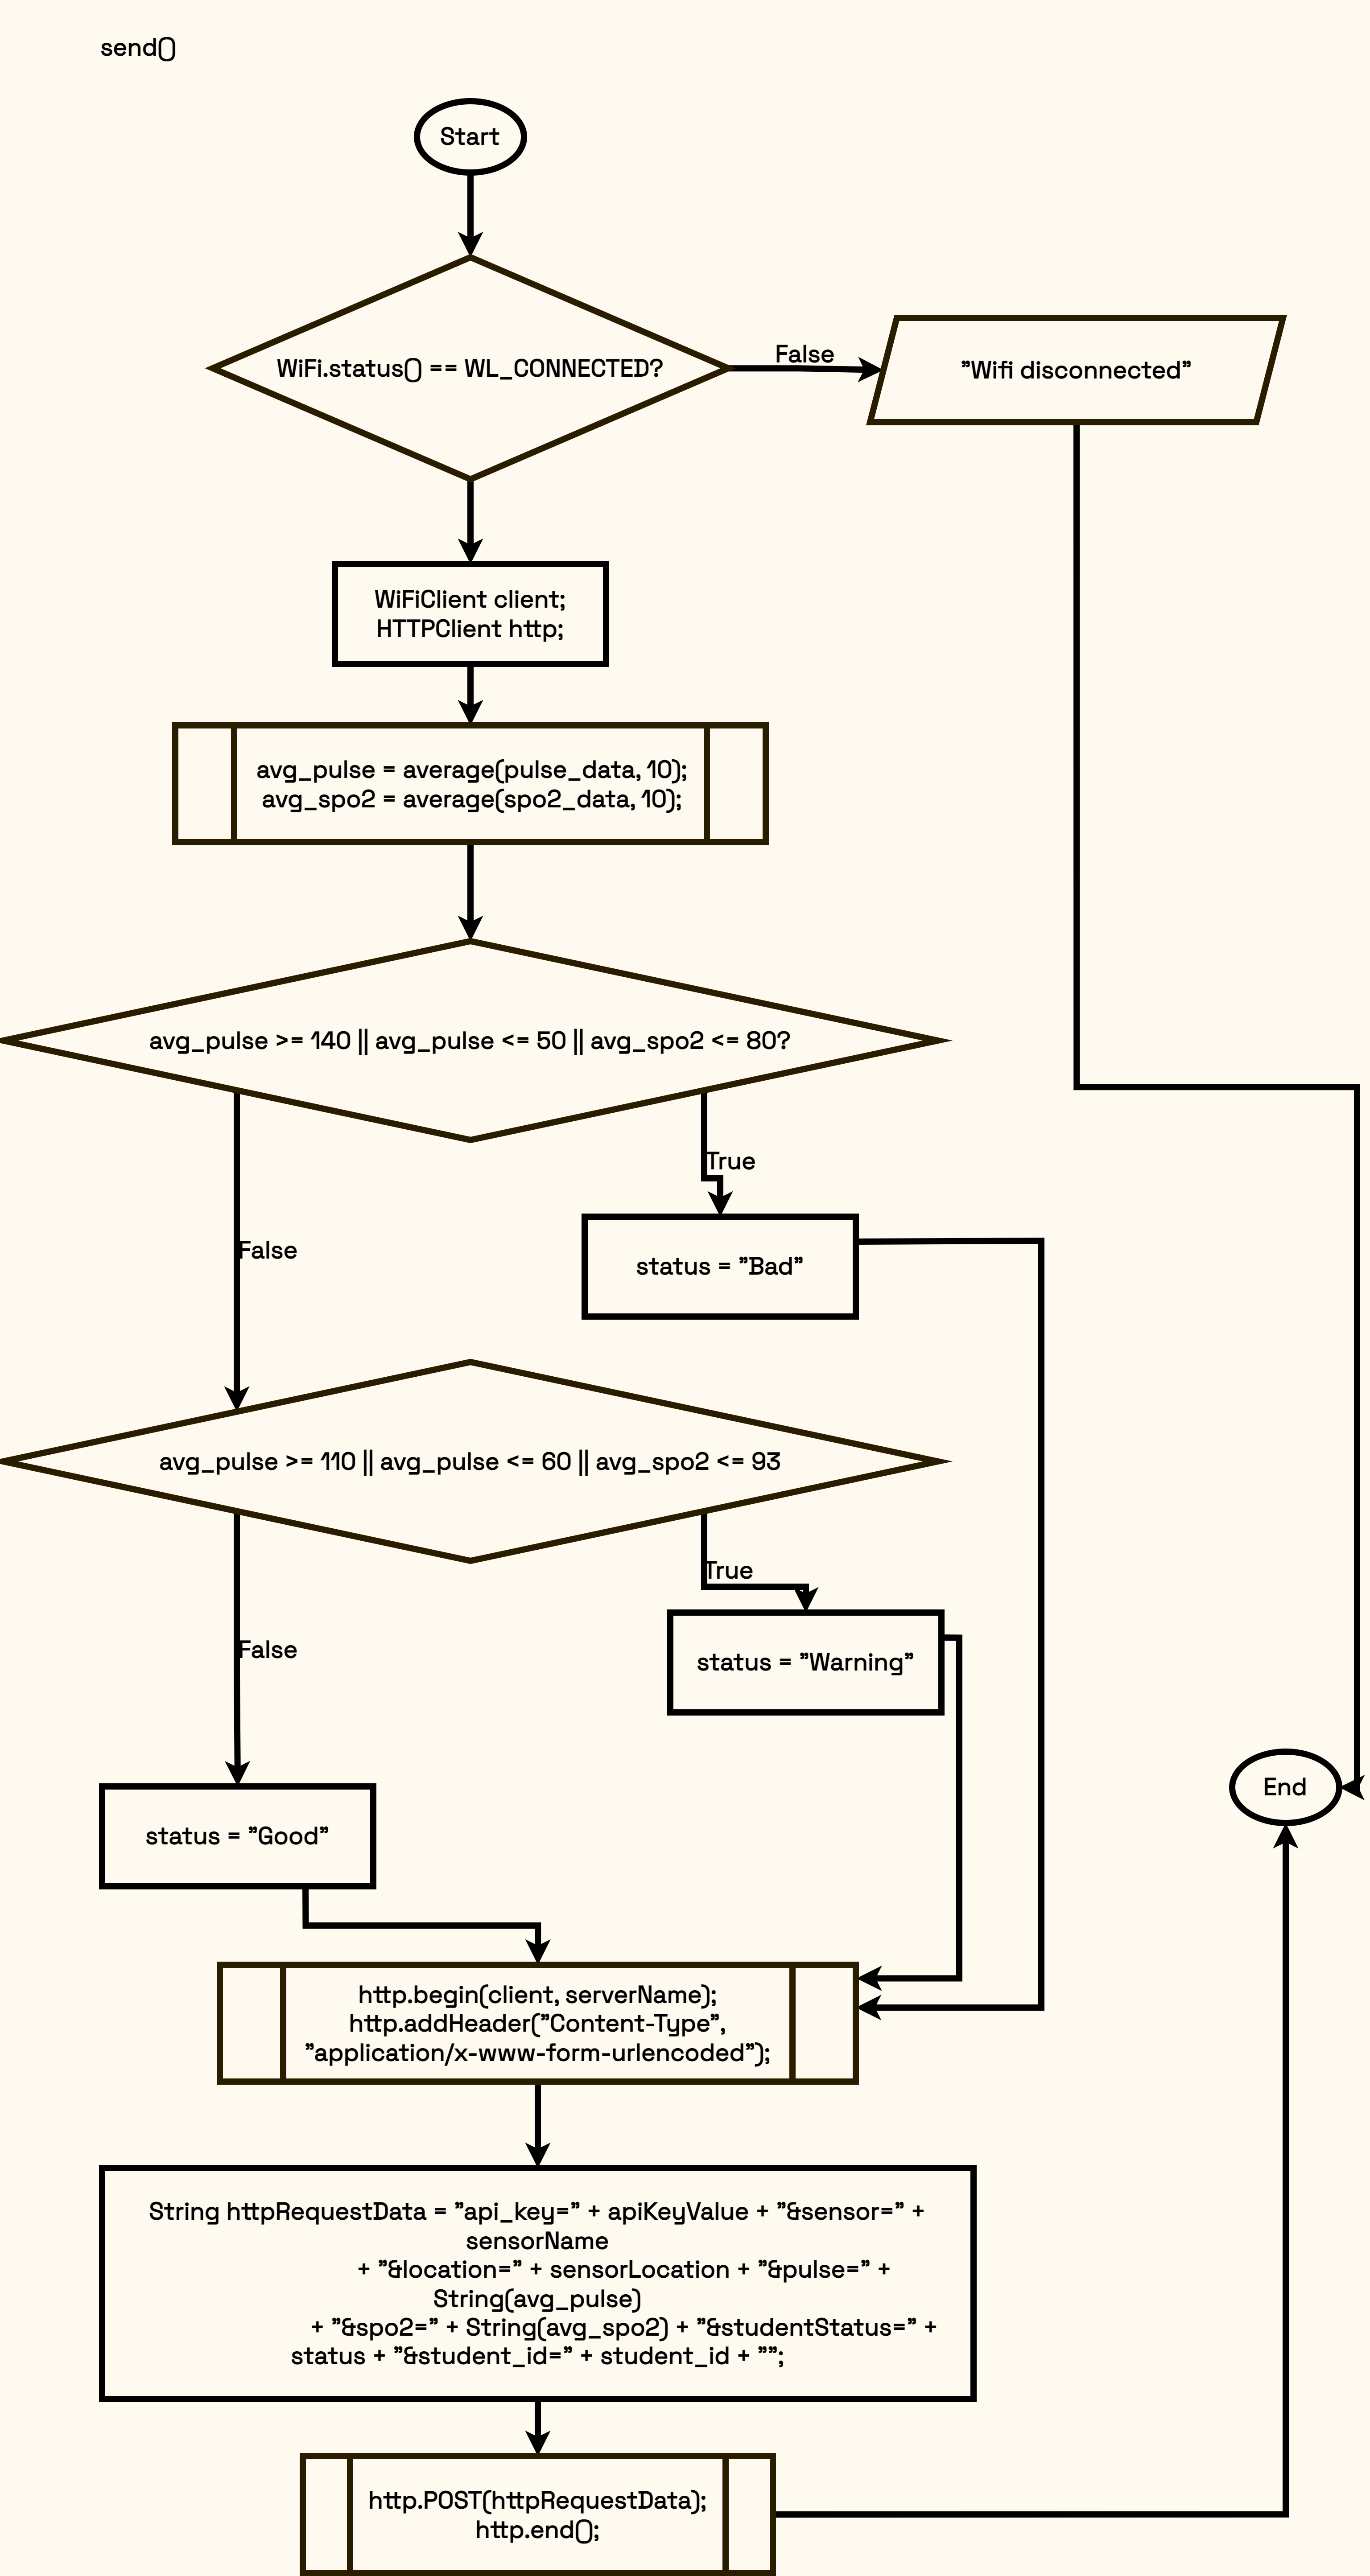 send()
Start
WiFi.status() == WL_CONNECTED?
False
”Wifi disconnected”
WiFiClient client;
HTTPClient http;
avg_pulse = average(pulse_data, 10);
avg_spo2 = average(spo2_data, 10);
avg_pulse >= 140 || avg_pulse <= 50 || avg_spo2 <= 80?
True
False
status = ”Bad”
avg_pulse >= 110 || avg_pulse <= 60 || avg_spo2 <= 93
True
False
status = ”Warning”
End
status = ”Good”
http.begin(client, serverName);
http.addHeader(”Content-Type”,
”application/x-www-form-urlencoded”);
String httpRequestData = ”api_key=” + apiKeyValue + ”&sensor=” +
sensorName
+ ”&location=” + sensorLocation + ”&pulse=” +
String(avg_pulse)
+ ”&spo2=” + String(avg_spo2) + ”&studentStatus=” +
status + ”&student_id=” + student_id + ””;
http.POST(httpRequestData);
http.end();